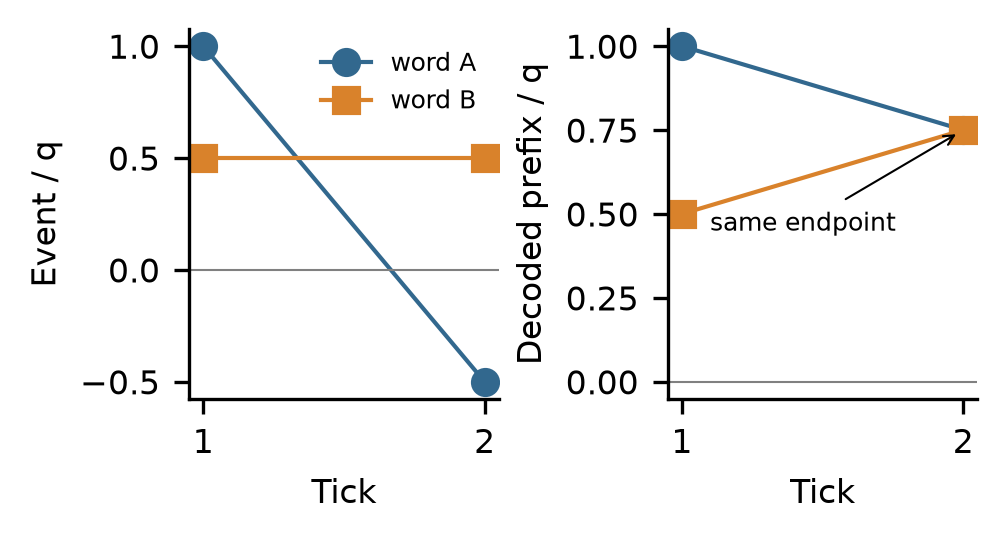 Event / q
1.0
0.5
0.0
−0.5
1
2
Tick
word A
word B
Decoded prefix / q
1.00
0.75
0.50
0.25
0.00
same endpoint
1
2
Tick